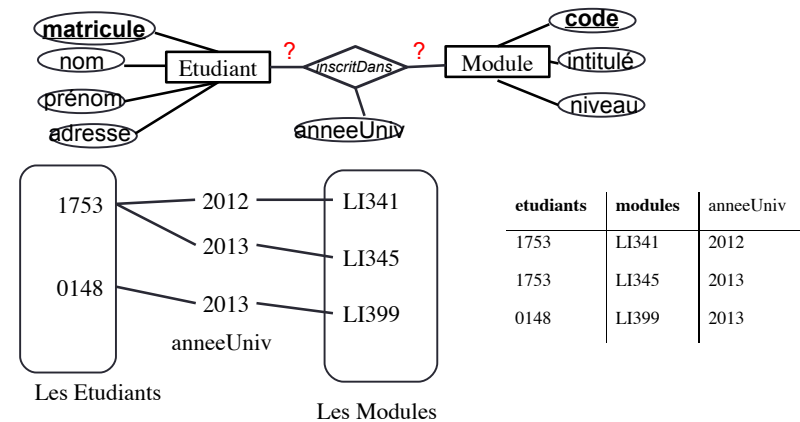 matricule
nom
prénom
adresse
Etudiant
?
inscritDans
?
anneeUniv
Module
code
intitulé
niveau
1753
0148
Les Etudiants
2012
2013
2013
anneeUniv
LI341
LI345
LI399
Les Modules
etudiants modules anneeUniv
1753 LI341 2012
1753 LI345 2013
0148 LI399 2013